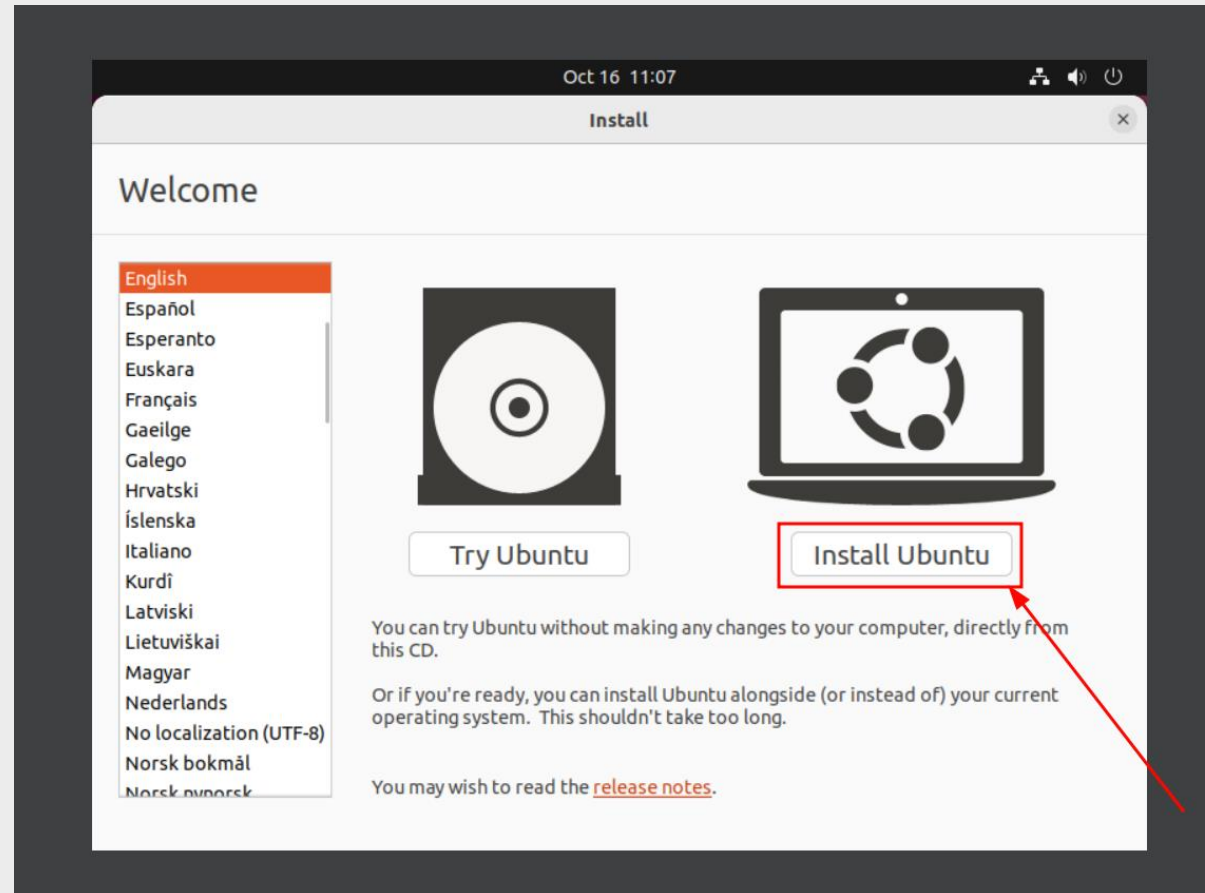 Oct 16 11:07
Install
Welcome
English
Español
Esperanto
Euskara
Français
Gaeilge
Galego
Hrvatski
Íslenska
Italiano
Kurdî
Latviski
Lietuviškai
Magyar
Nederlands
No localization (UTF-8)
Norsk bokmål
Norsk nynorsk
Try Ubuntu
Install Ubuntu
You can try Ubuntu without making any changes to your computer, directly from
this CD.
Or if you're ready, you can install Ubuntu alongside (or instead of) your current
operating system. This shouldn't take too long.
You may wish to read the release notes.